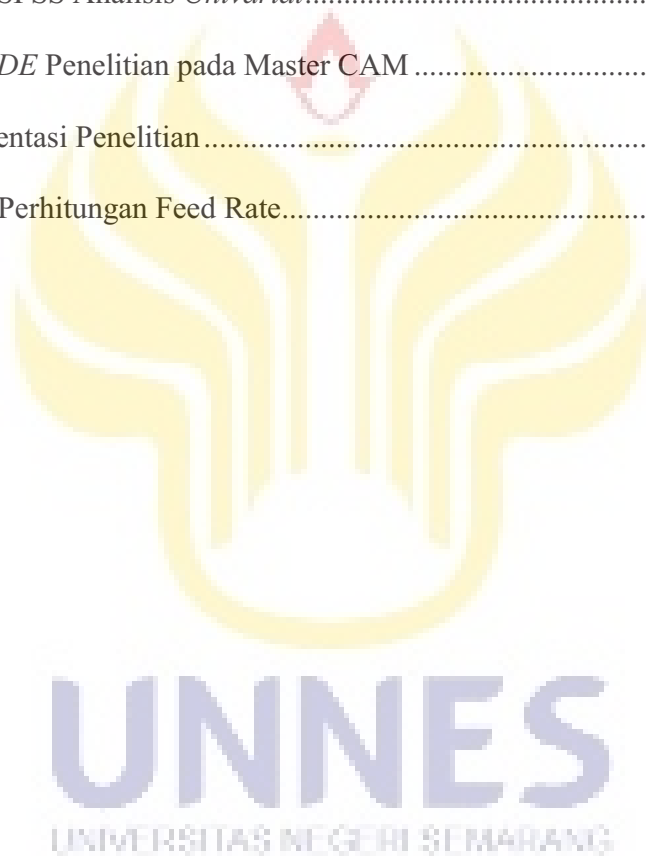 SPSS Analisis Univariat........................................
DE Penelitian pada Master CAM ..............................
entasi Penelitian.......................................................
Perhitungan Feed Rate.............................................
UNNES
UNIVERSITAS NEGERI SEMARANG